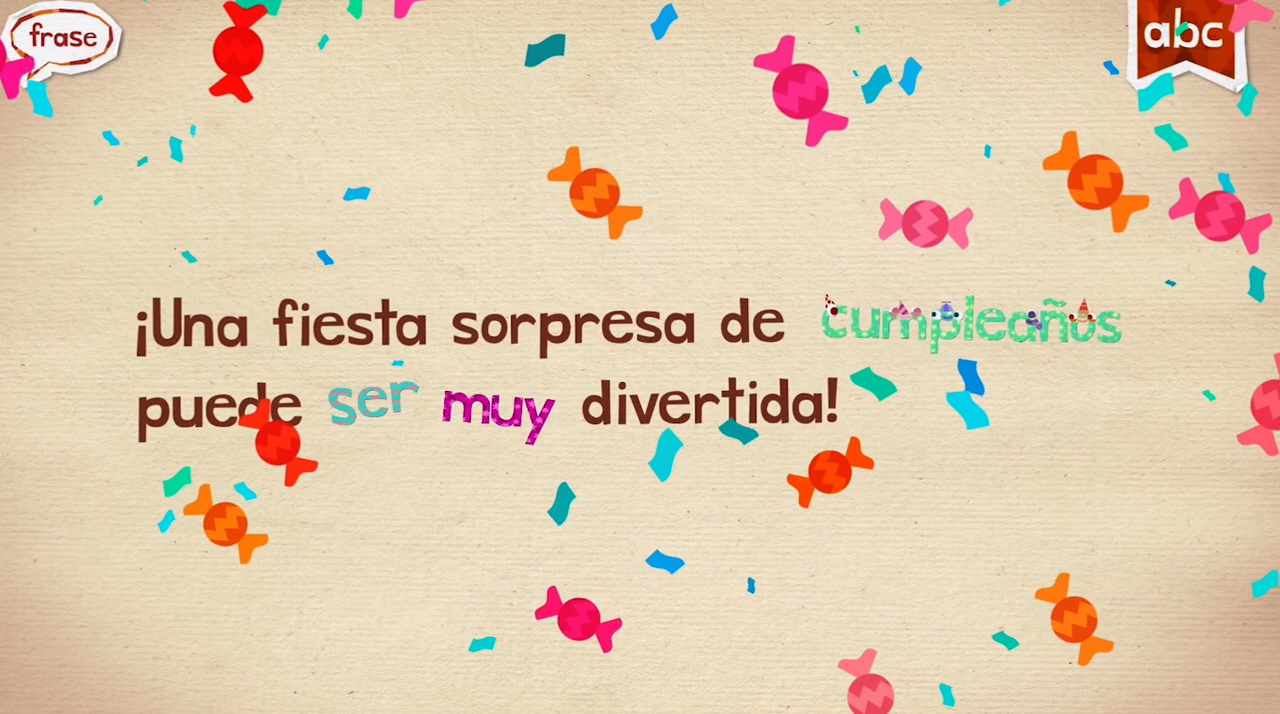 frase
abc
¡Una fiesta sorpresa de cumpleaños
puede ser muy divertida!